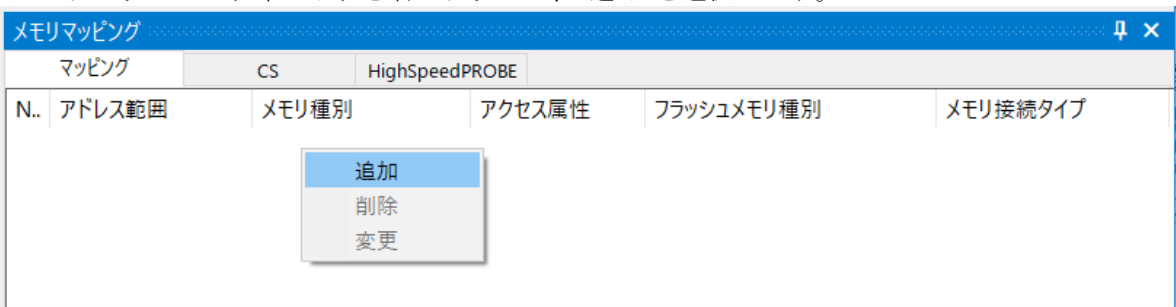 メモリマッピング
マッピング CS HighSpeedPROBE
N.. アドレス範囲 メモリ種別 アクセス属性 フラッシュメモリ種別 メモリ接続タイプ
追加
削除
変更